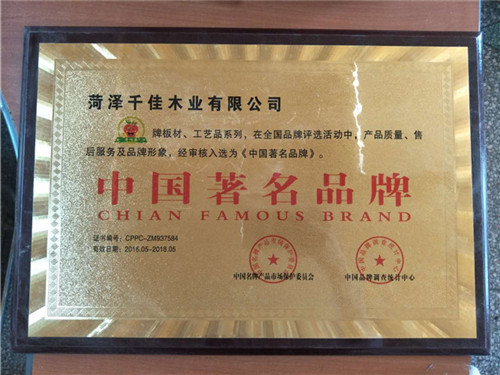 菏泽千佳木业有限公司
牌板材、工艺品系列，在全国品牌评选活动中，产品质量、售
后服务及品牌形象，经审核入选为《中国著名品牌》。
中国著名品牌
CHIAN FAMOUS BRAND
证书编号：CPPC-ZM937584
有效日期：2016.05-2018.05
中国名牌产品市场保护委员会
中国品牌调查统计中心